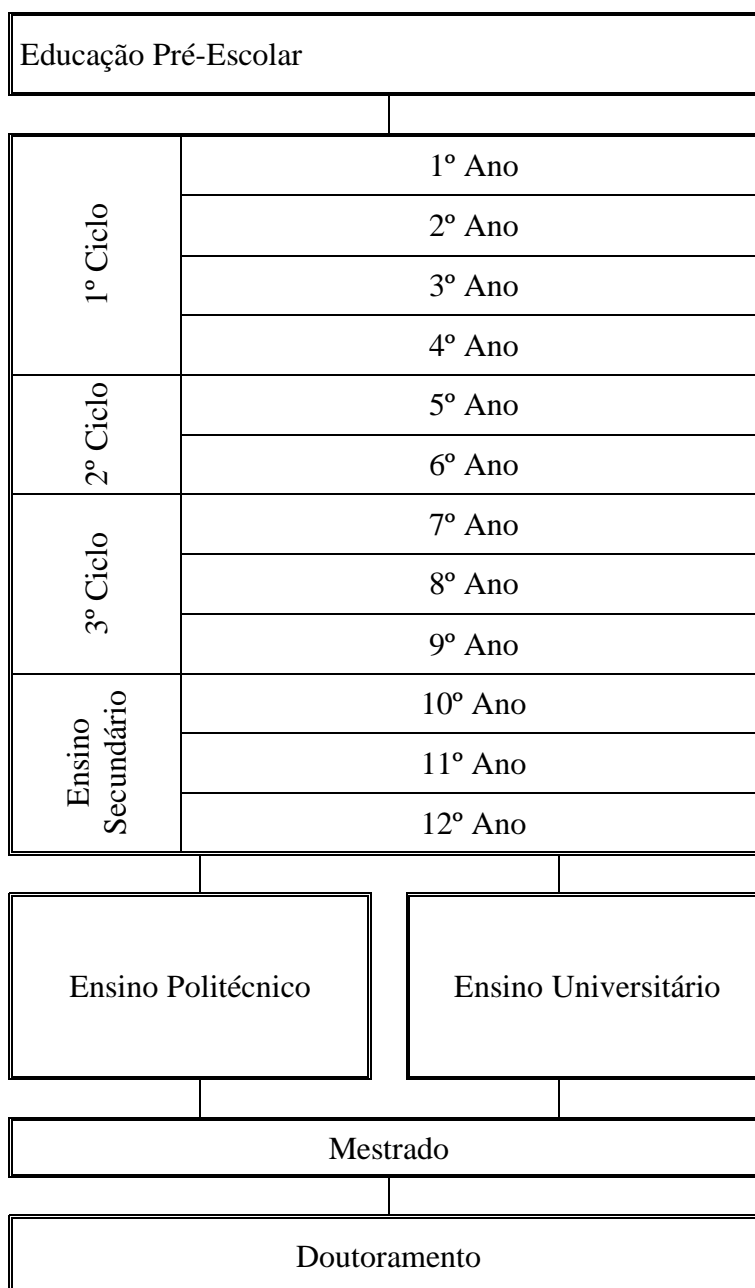 Educação Pré-Escolar
1º Ciclo
1º Ano
2º Ano
3º Ano
4º Ano
2º Ciclo
5º Ano
6º Ano
3º Ciclo
7º Ano
8º Ano
9º Ano
Ensino
Secundário
10º Ano
11º Ano
12º Ano
Ensino Politécnico
Ensino Universitário
Mestrado
Doutoramento